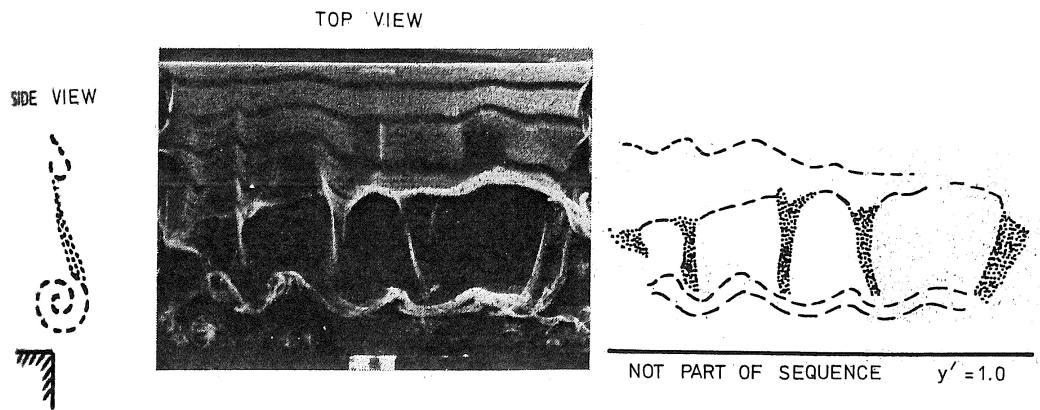 TOP VIEW
SIDE VIEW
NOT PART OF SEQUENCE y' = 1.0